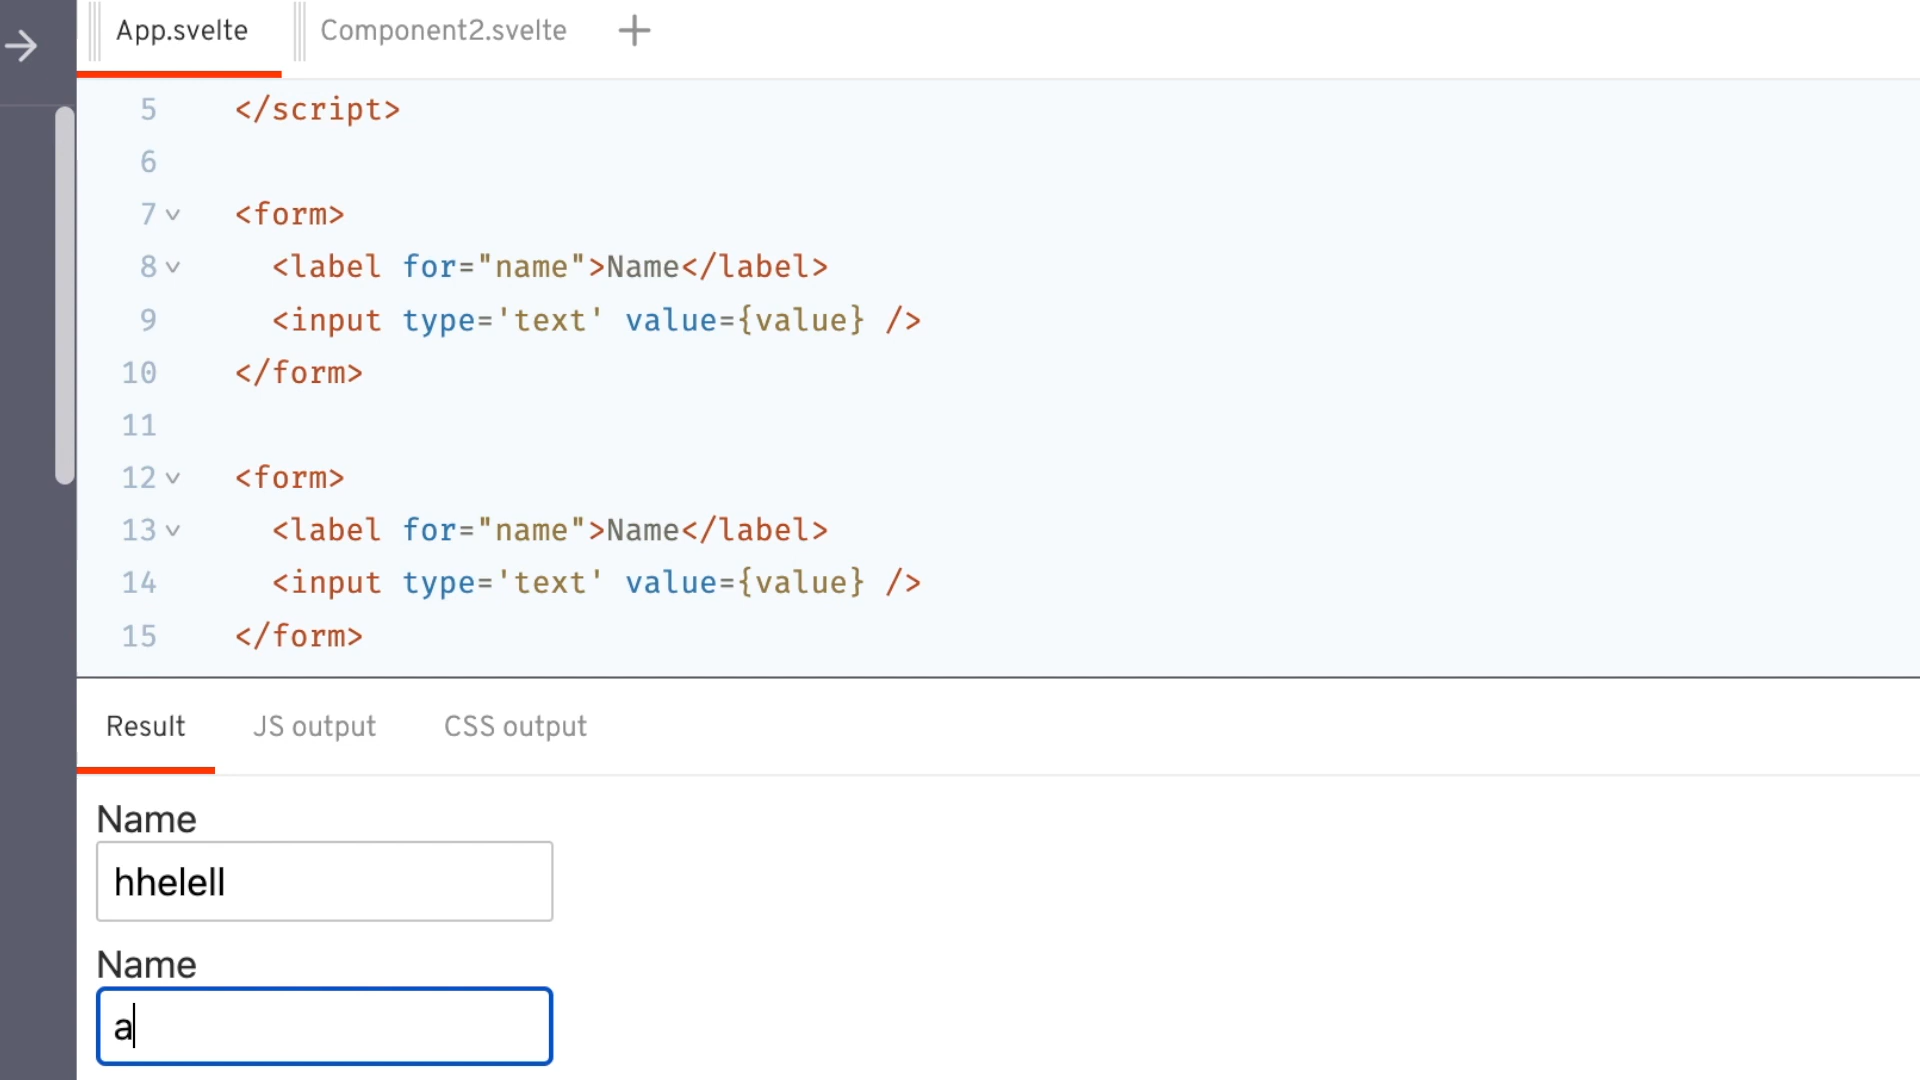 App.svelte Component2.svelte +
5 </script>
6
7 <form>
8 <label for="name">Name</label>
9 <input type='text' value={value} />
10 </form>
11
12 <form>
13 <label for="name">Name</label>
14 <input type='text' value={value} />
15 </form>
Result JS output CSS output
Name
hhelell
Name
a